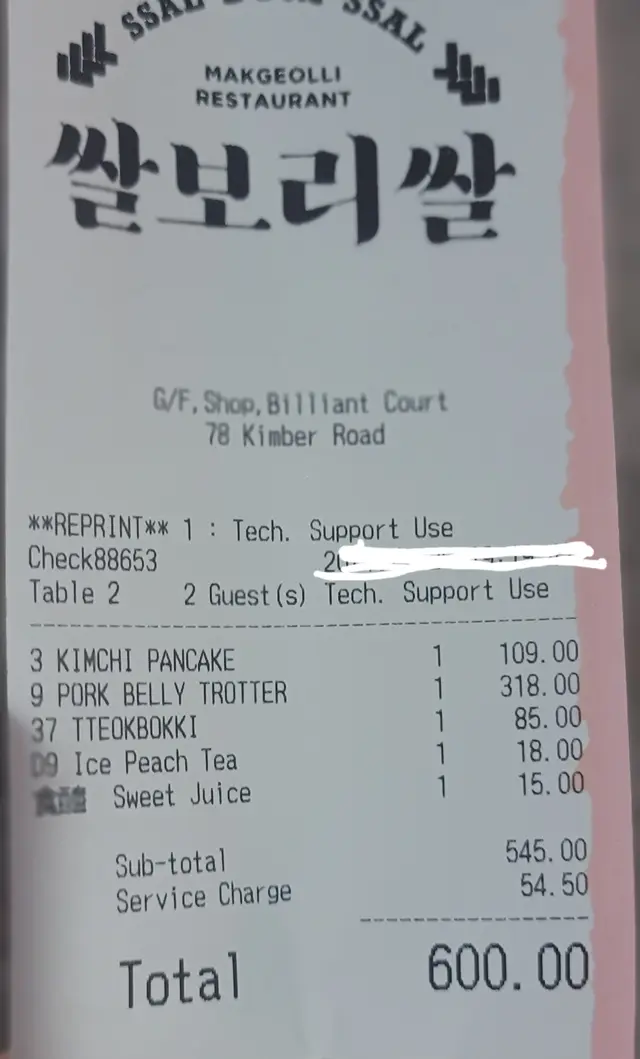 SSAL
SSAL
MAKGEOLLI
RESTAURANT
쌀보리쌀
G/F, Shop, Billiant Court
78 Kimber Road
**REPRINT** 1 : Tech. Support Use
Check88653
Table 2 2 Guest(s) Tech. Support Use
3 KIMCHI PANCAKE 1 109.00
9 PORK BELLY TROTTER 1 318.00
37 TTEOKBOKKI 1 85.00
D9 Ice Peach Tea 1 18.00
Sweet Juice 1 15.00
Sub-total 545.00
Service Charge 54.50
Total 600.00